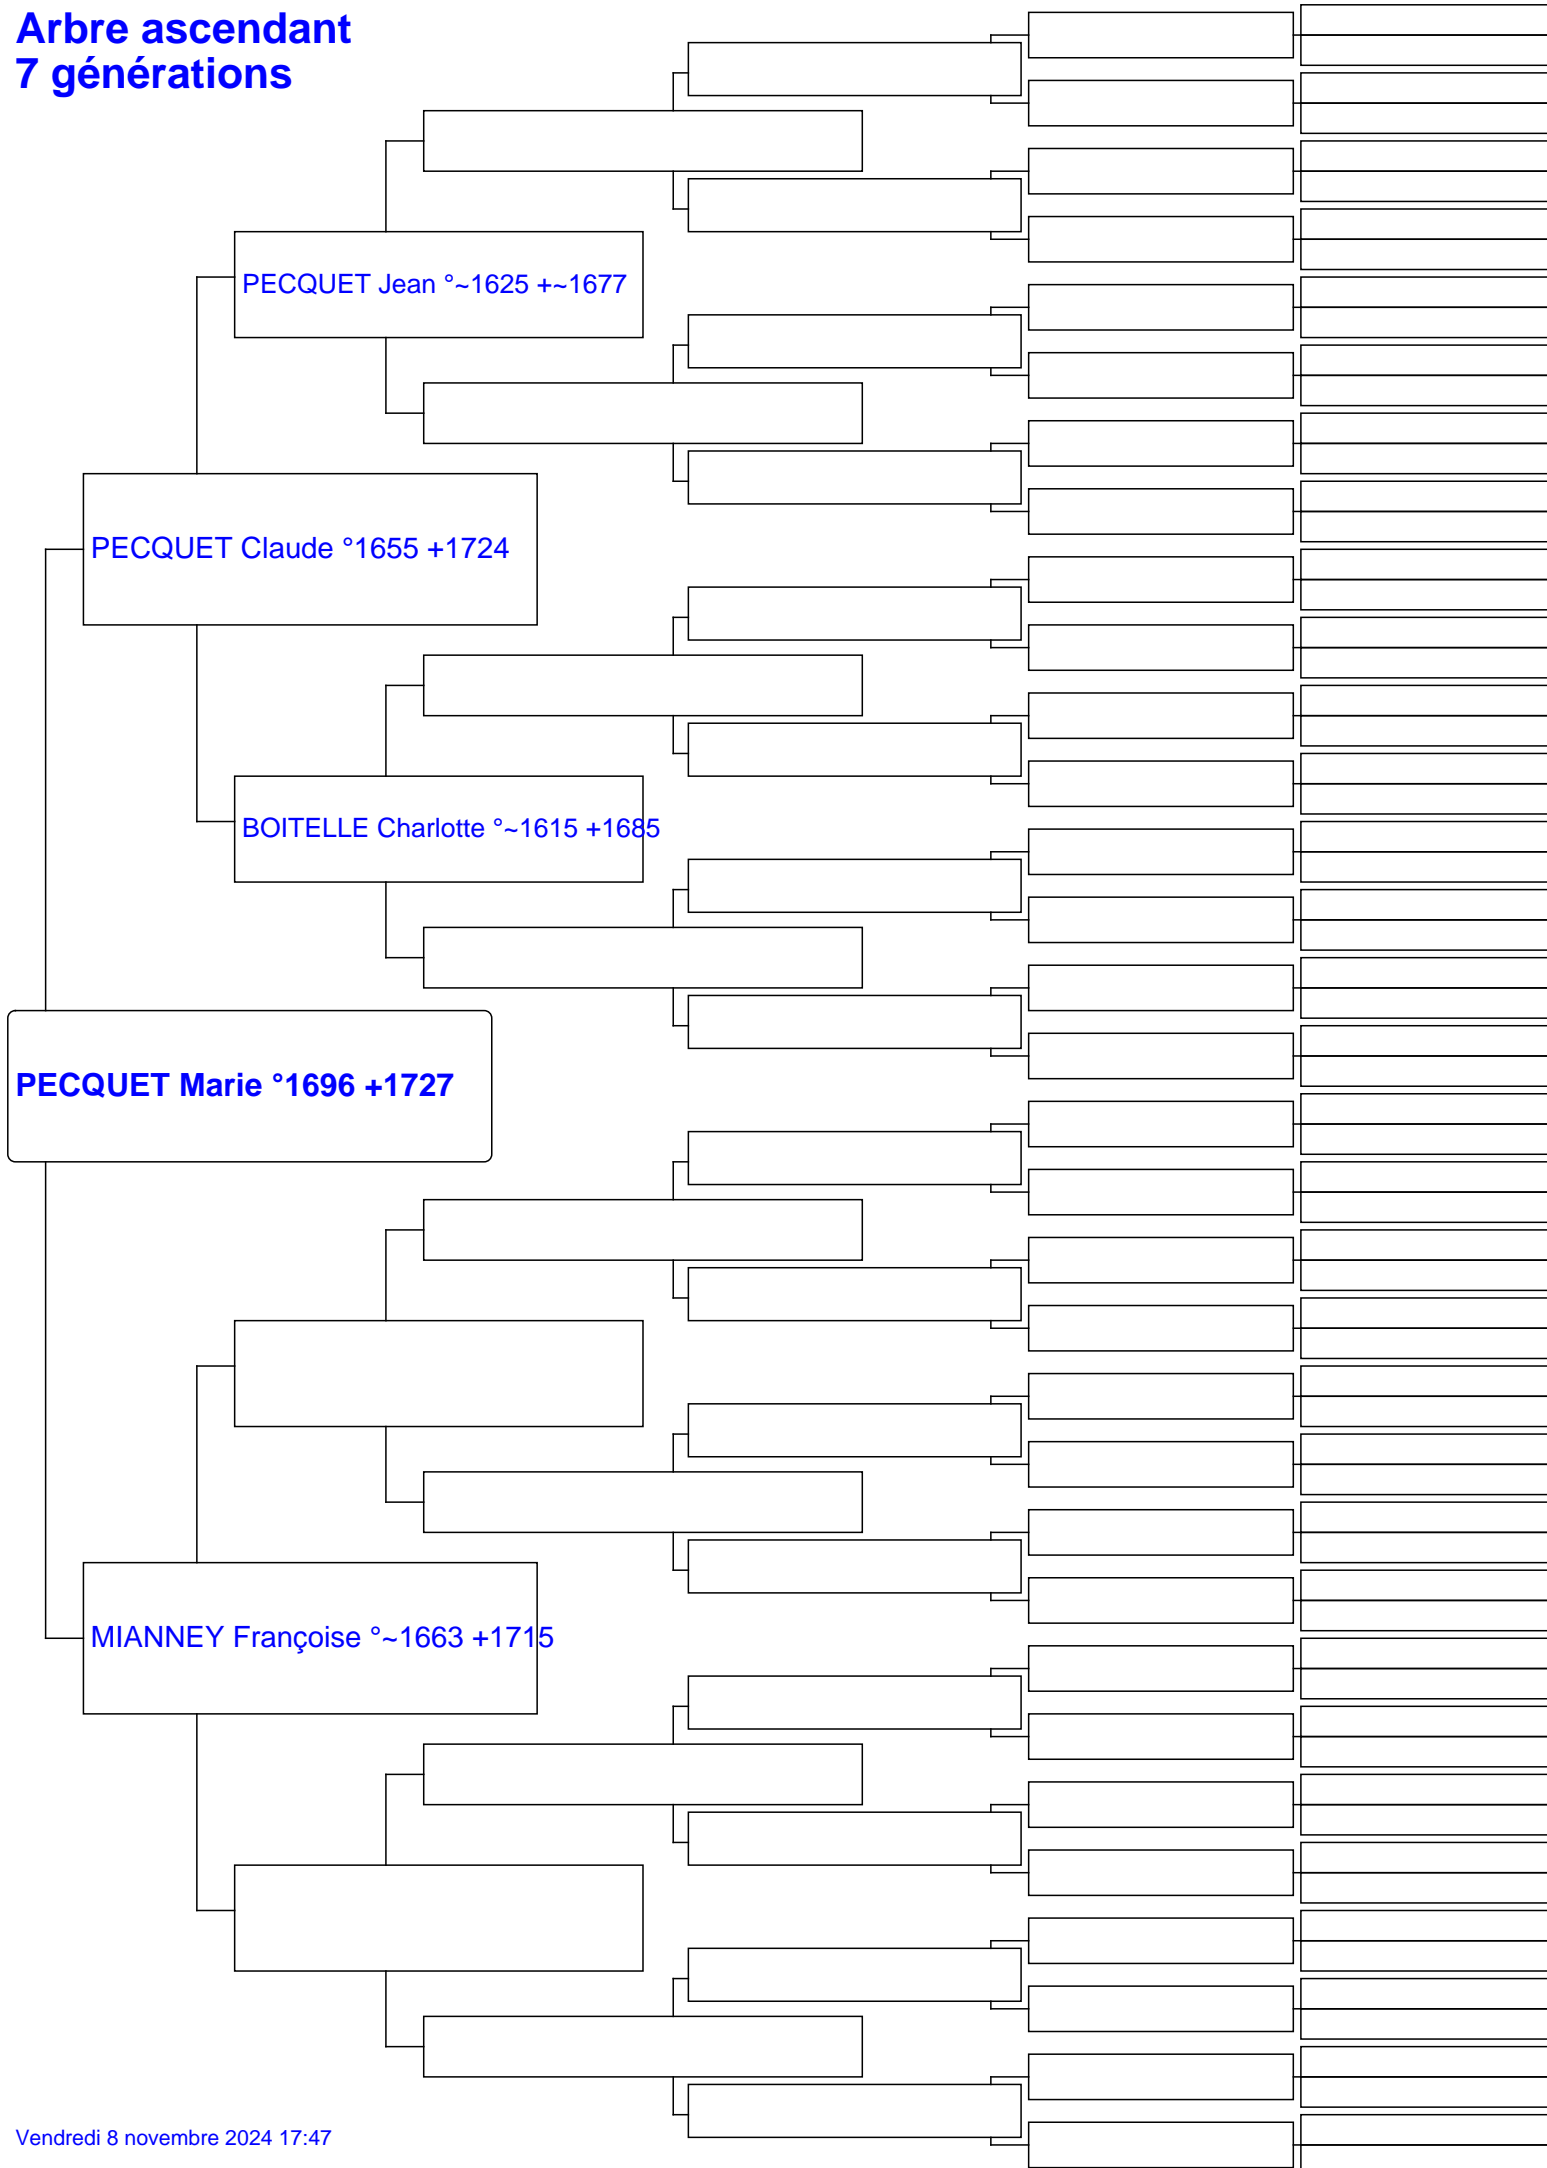 Arbre ascendant
7 générations
PECQUET Jean °~1625 +~1677
PECQUET Claude °1655 +1724
BOITELLE Charlotte °~1615 +1685
PECQUET Marie °1696 +1727
MIANNEY Françoise °~1663 +1715
Vendredi 8 novembre 2024 17:47